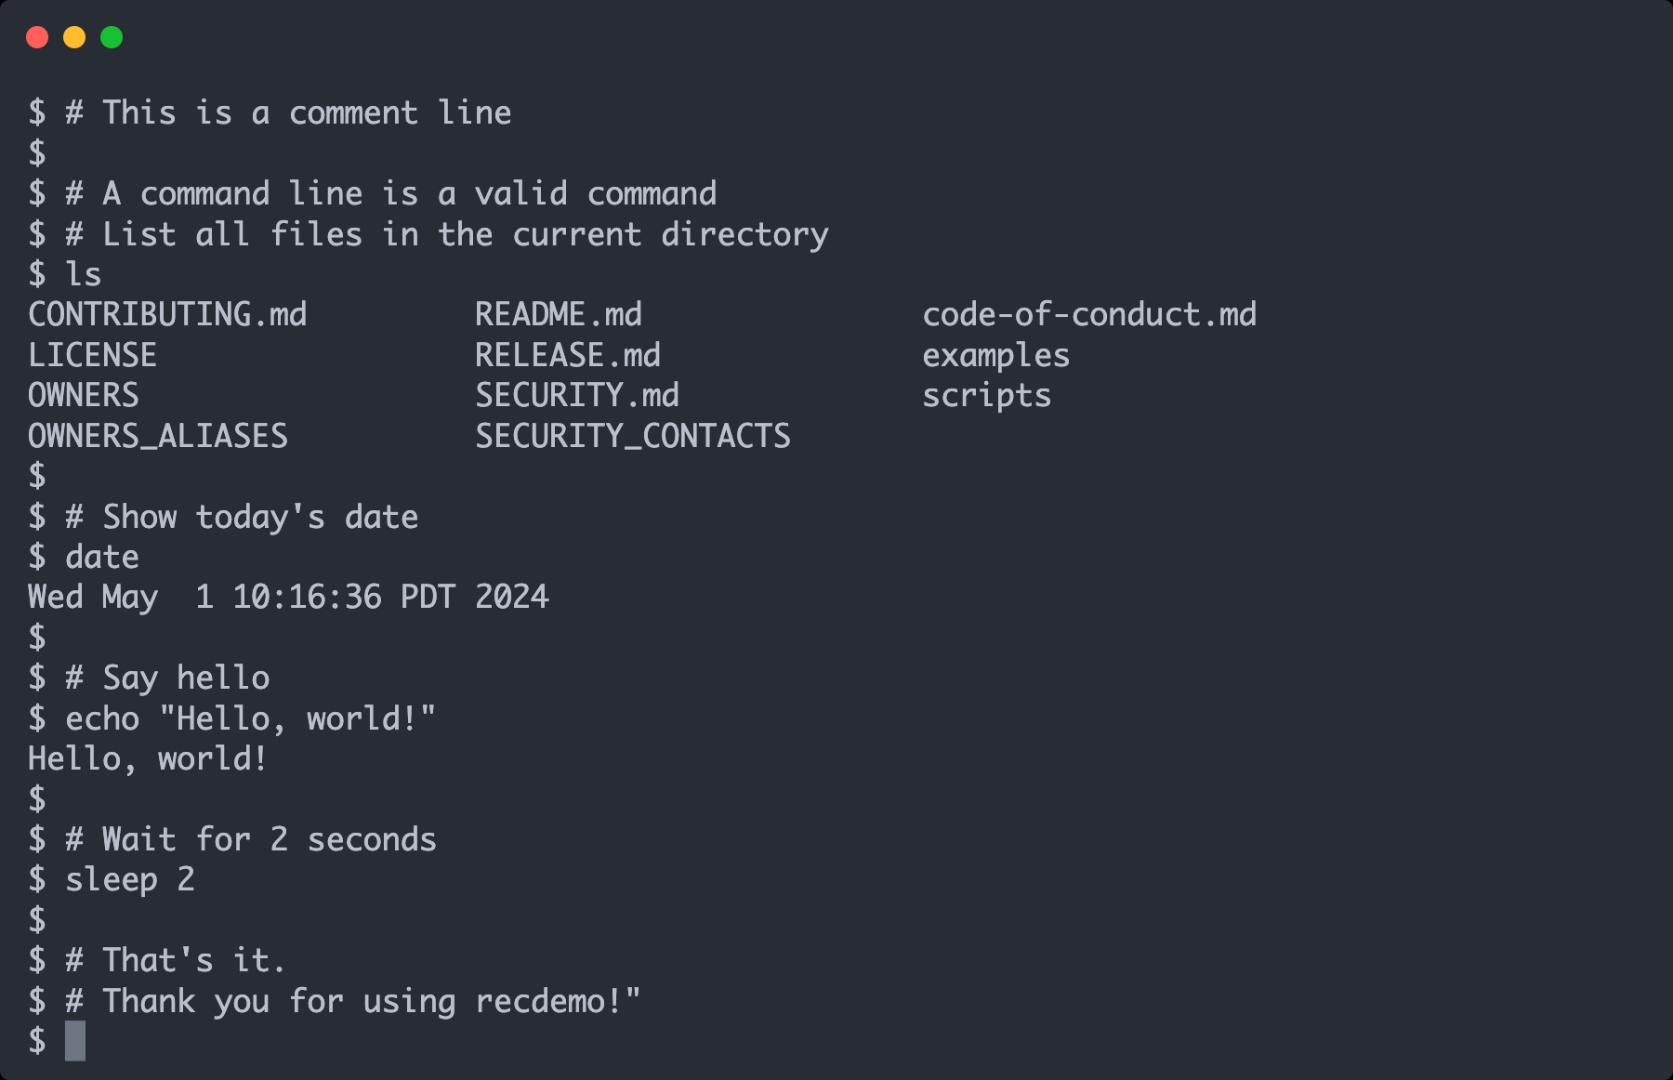 $ # This is a comment line
$
$ # A command line is a valid command
$ # List all files in the current directory
$ ls
CONTRIBUTING.md         README.md               code-of-conduct.md
LICENSE                 RELEASE.md              examples
OWNERS                  SECURITY.md             scripts
OWNERS_ALIASES          SECURITY_CONTACTS
$
$ # Show today's date
$ date
Wed May  1 10:16:36 PDT 2024
$
$ # Say hello
$ echo "Hello, world!"
Hello, world!
$
$ # Wait for 2 seconds
$ sleep 2
$
$ # That's it.
$ # Thank you for using recdemo!"
$